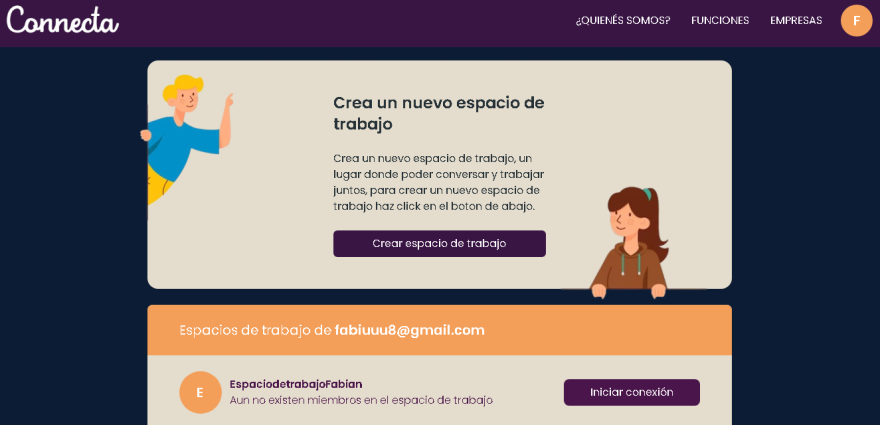 Connecta
¿QUIÉNES SOMOS?
FUNCIONES
EMPRESAS
F
Crea un nuevo espacio de
trabajo
Crea un nuevo espacio de trabajo, un
lugar donde poder conversar y trabajar
juntos, para crear un nuevo espacio de
trabajo haz click en el boton de abajo.
Crear espacio de trabajo
Espacios de trabajo de fabiuuu8@gmail.com
E
EspaciodetrabajoFabian
Aun no existen miembros en el espacio de trabajo
Iniciar conexión